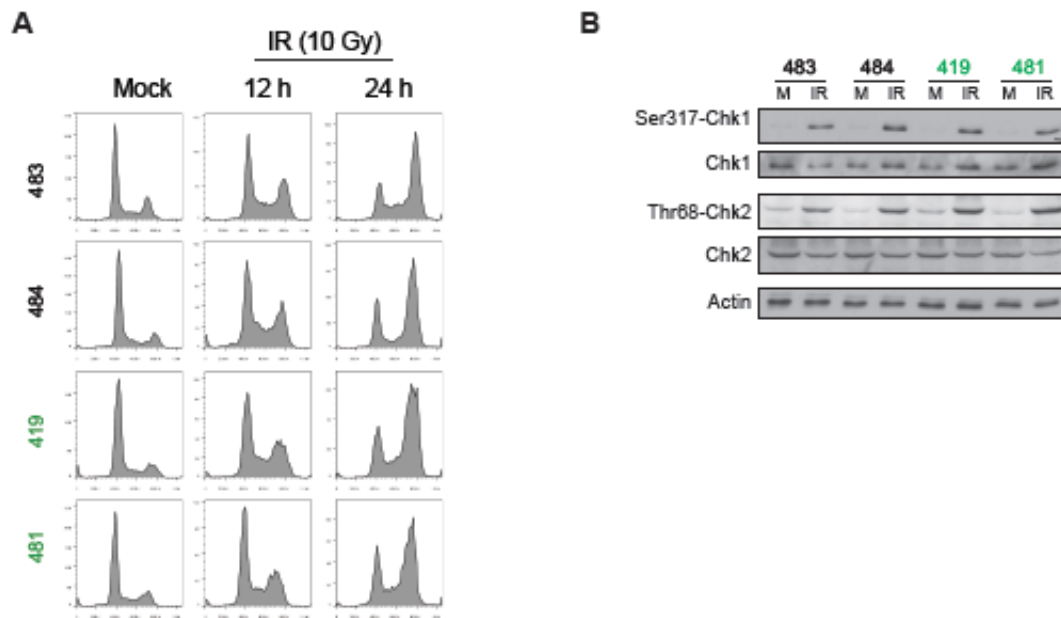 A
IR (10 Gy)
Mock 12 h 24 h
483
484
419
481
B
483 484 419 481
M IR M IR M IR M IR
Ser317-Chk1
Chk1
Thr68-Chk2
Chk2
Actin